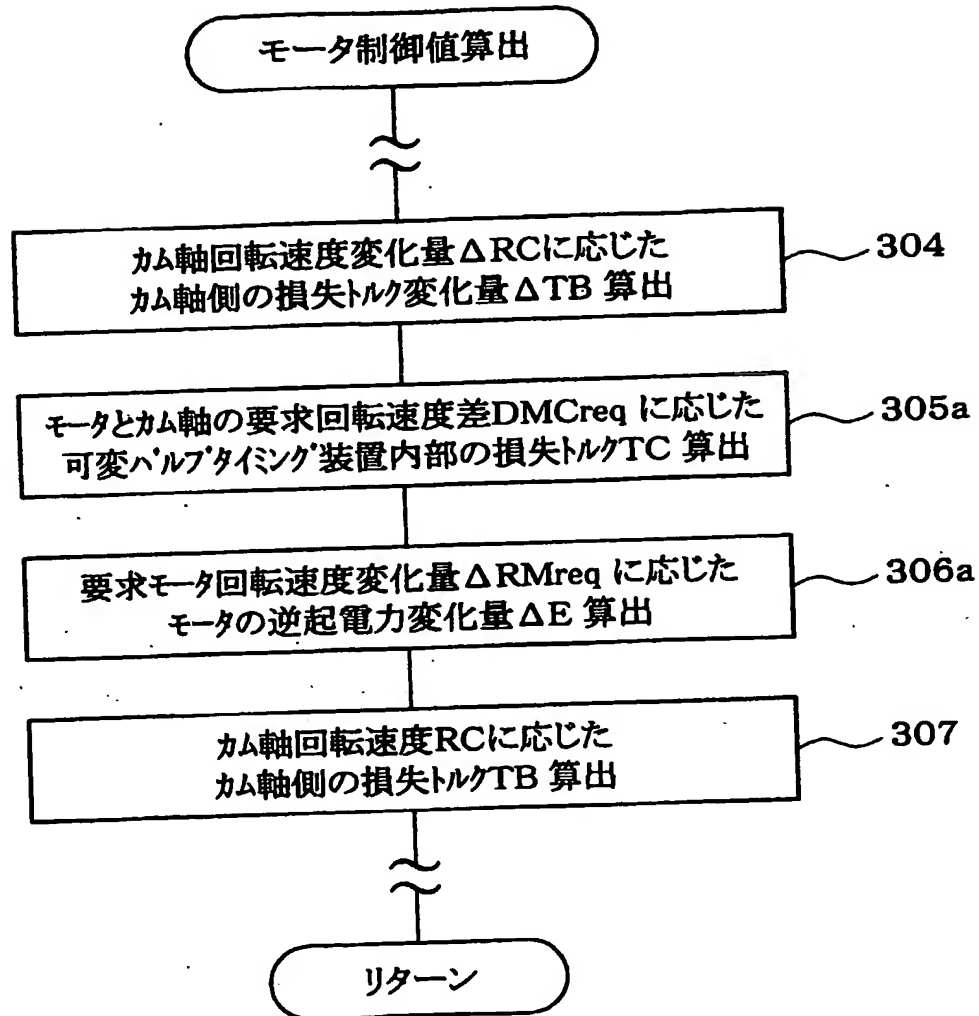 モータ制御値算出
カム軸回転速度変化量ΔRCに応じた
カム軸側の損失トルク変化量ΔTB 算出
304
モータとカム軸の要求回転速度差DMCreq に応じた
可変バルブタイミング装置内部の損失トルクTC 算出
305a
要求モータ回転速度変化量ΔRMreq に応じた
モータの逆起電力変化量ΔE 算出
306a
カム軸回転速度RCに応じた
カム軸側の損失トルクTB 算出
307
リターン